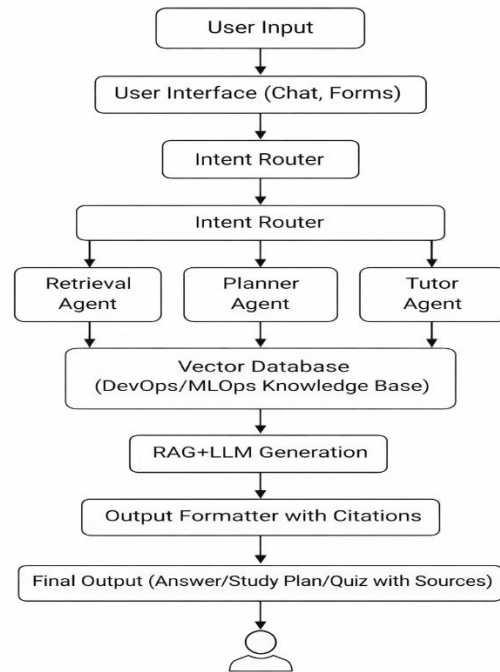 User Input
User Interface (Chat, Forms)
Intent Router
Intent Router
Retrieval
Agent
Planner
Agent
Tutor
Agent
Vector Database
(DevOps/MLOps Knowledge Base)
RAG+LLM Generation
Output Formatter with Citations
Final Output (Answer/Study Plan/Quiz with Sources)